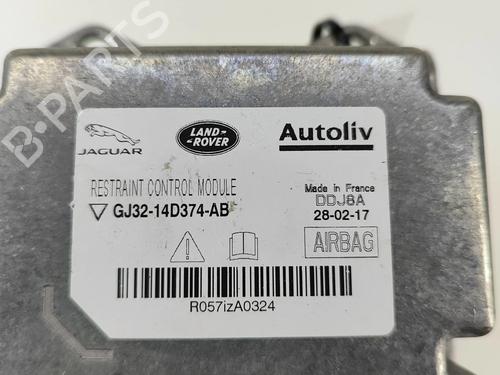 B-PARTS
JAGUAR
LAND-
ROVER
Autoliv
RESTRAINT CONTROL MODULE
GJ32-14D374-AB
Made in France
DDJ8A
28-02-17
AIRBAG
R057izA0324